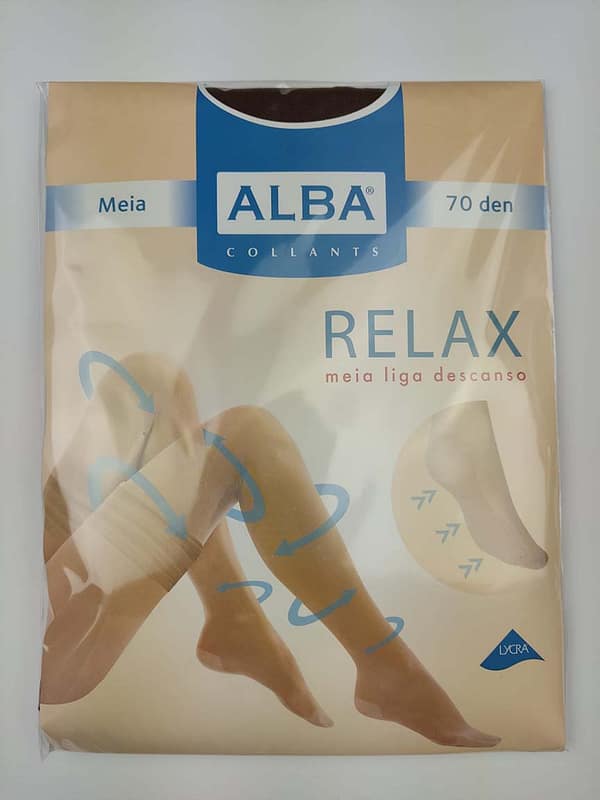 Meia
ALBA®
70 den
COLLANTS
RELAX
meia liga descanso
LYCRA